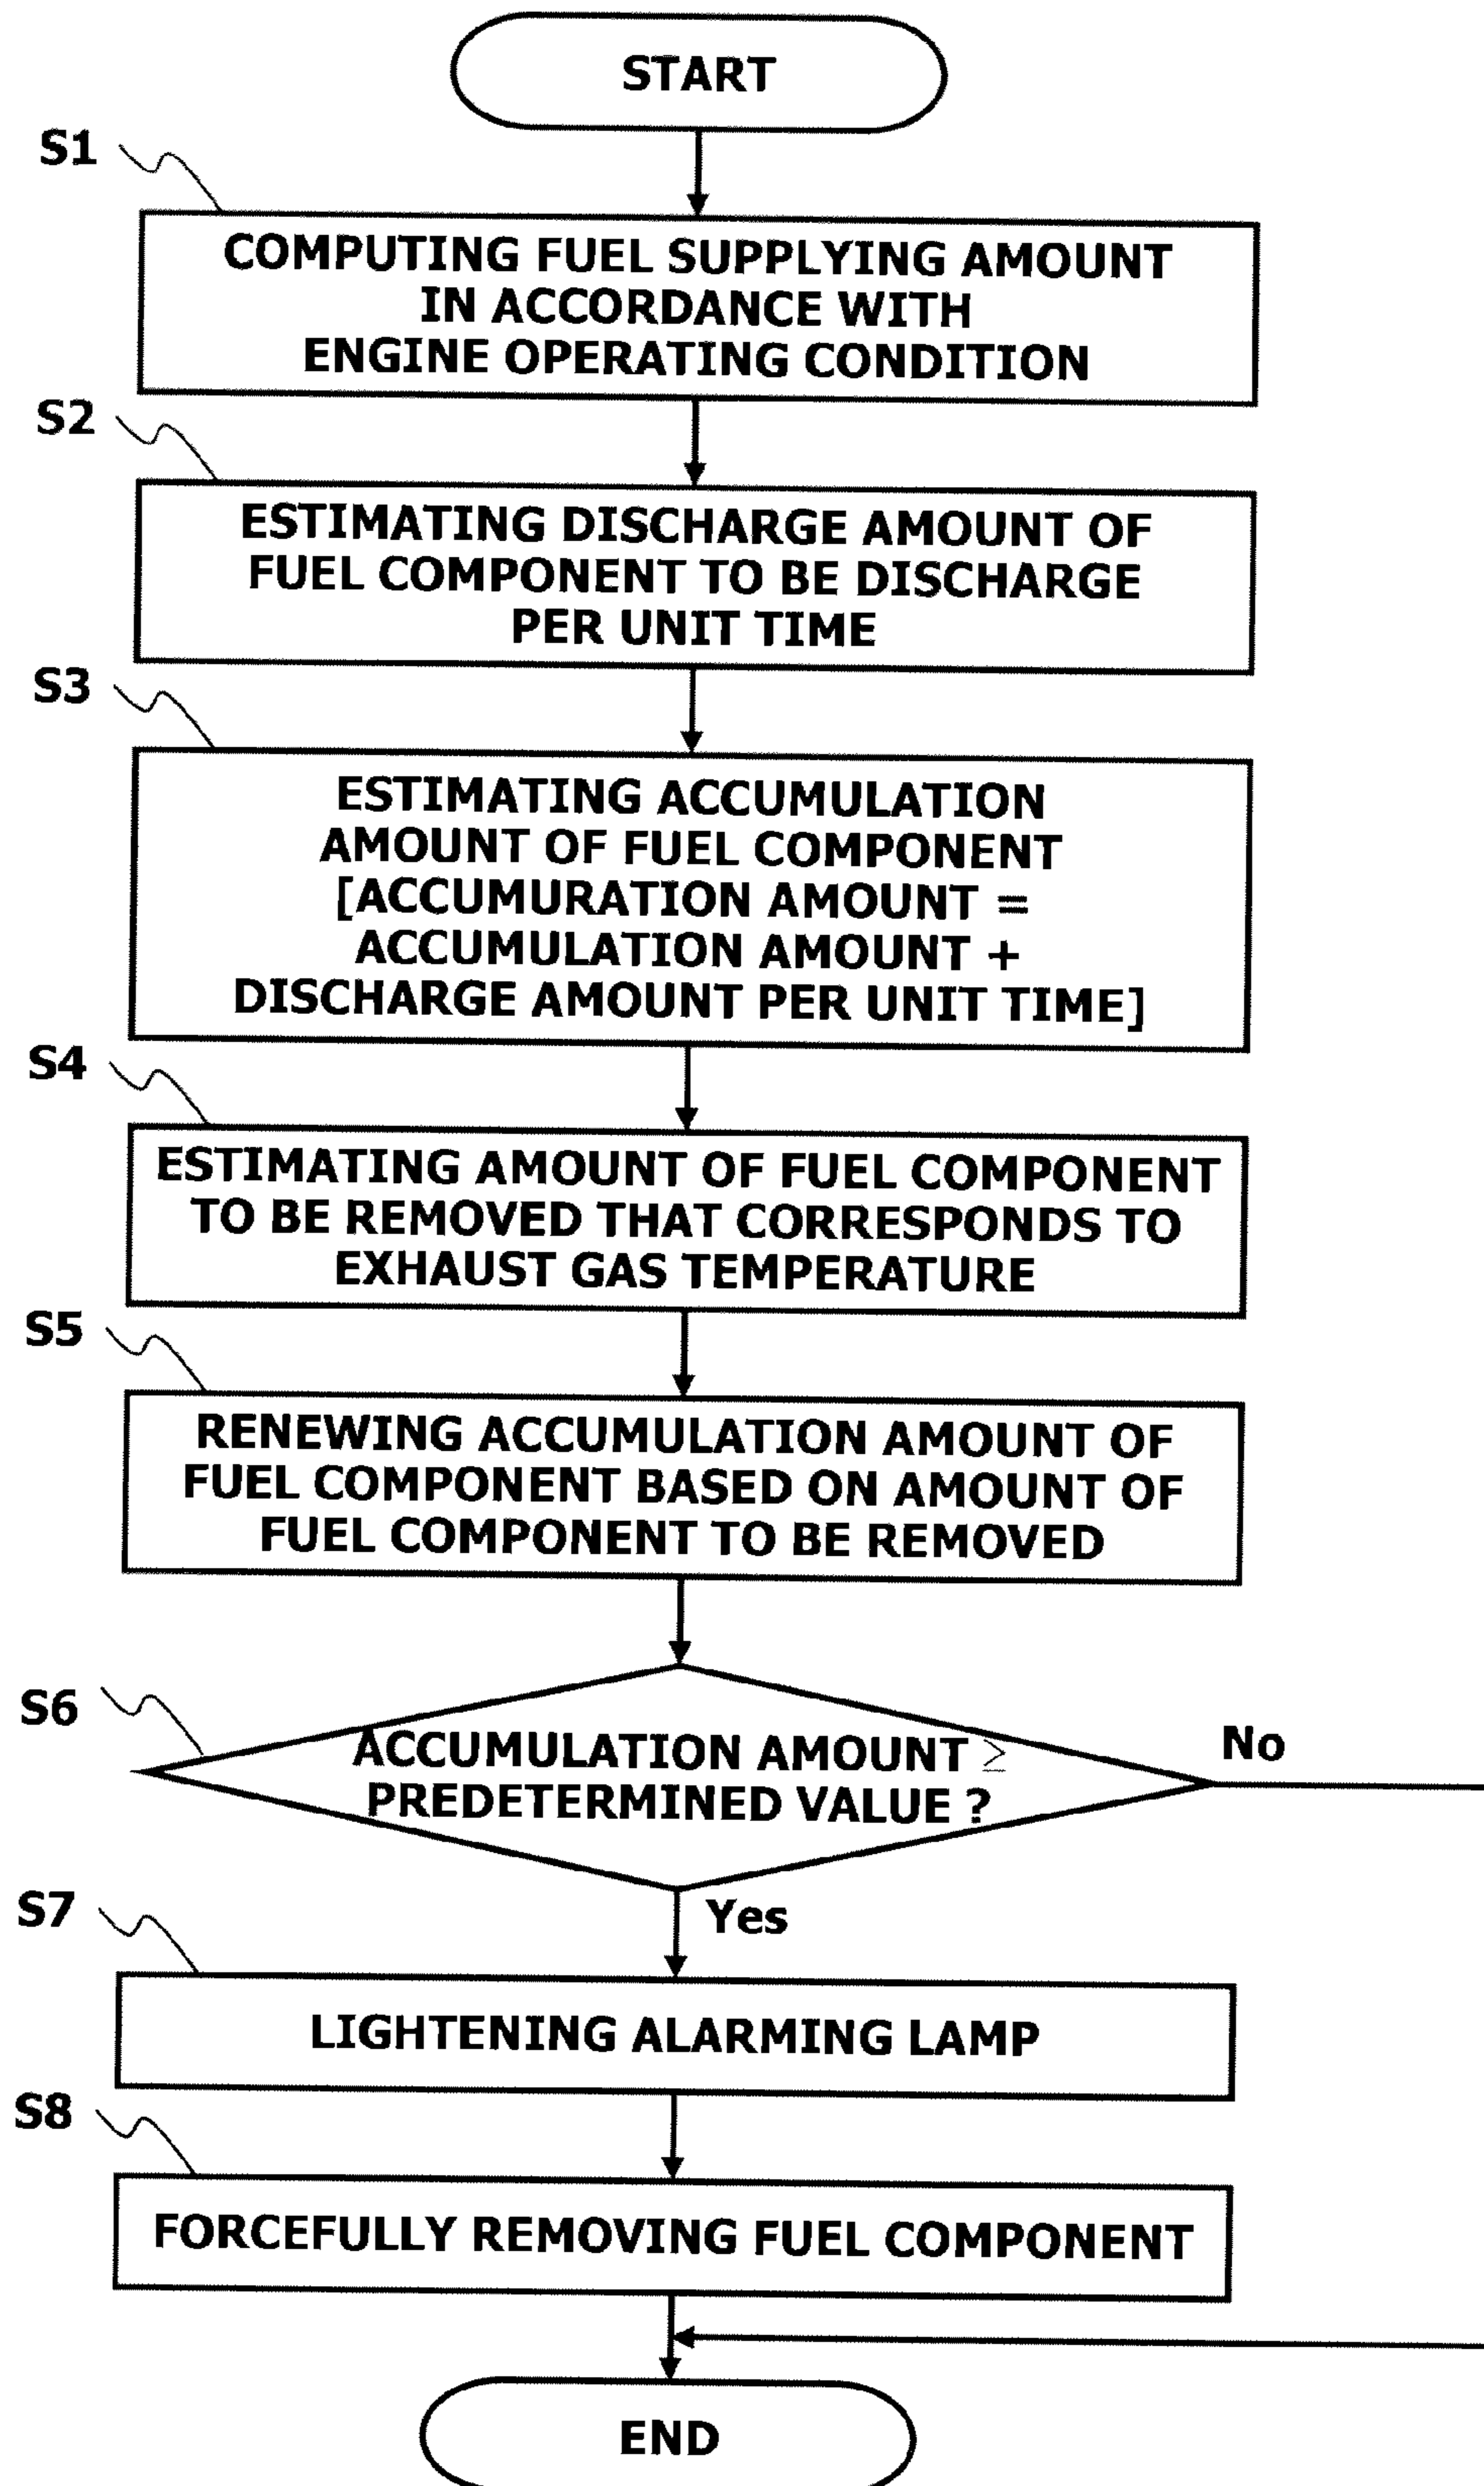 START
S1
COMPUTING FUEL SUPPLYING AMOUNT
IN ACCORDANCE WITH
ENGINE OPERATING CONDITION
S2
ESTIMATING DISCHARGE AMOUNT OF
FUEL COMPONENT TO BE DISCHARGE
PER UNIT TIME
S3
ESTIMATING ACCUMULATION
AMOUNT OF FUEL COMPONENT
[ACCUMURATION AMOUNT =
ACCUMULATION AMOUNT +
DISCHARGE AMOUNT PER UNIT TIME]
S4
ESTIMATING AMOUNT OF FUEL COMPONENT
TO BE REMOVED THAT CORRESPONDS TO
EXHAUST GAS TEMPERATURE
S5
RENEWING ACCUMULATION AMOUNT OF
FUEL COMPONENT BASED ON AMOUNT OF
FUEL COMPONENT TO BE REMOVED
S6
ACCUMULATION AMOUNT ≥
PREDETERMINED VALUE ?
No
Yes
S7
LIGHTENING ALARMING LAMP
S8
FORCEFULLY REMOVING FUEL COMPONENT
END